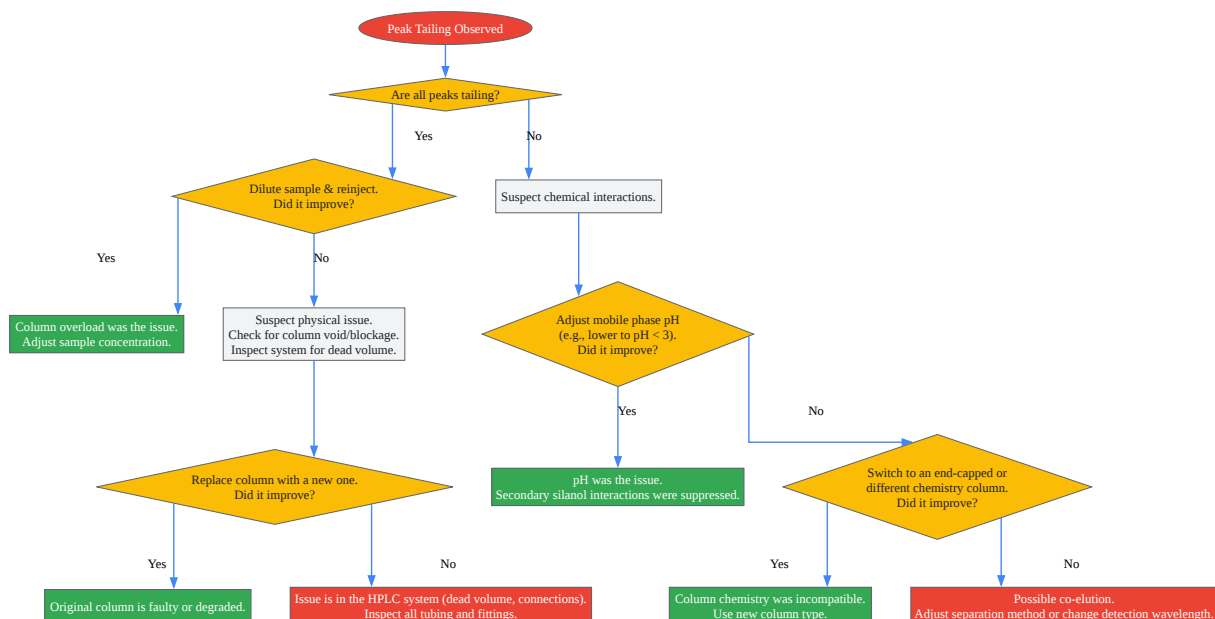 Peak Tailing Observed
Are all peaks tailing?
Yes
No
Dilute sample & reinject.
Did it improve?
Suspect chemical interactions.
Yes
No
Column overload was the issue.
Adjust sample concentration.
Suspect physical issue.
Check for column void/blockage.
Inspect system for dead volume.
Adjust mobile phase pH
(e.g., lower to pH < 3).
Did it improve?
Yes
No
Replace column with a new one.
Did it improve?
pH was the issue.
Secondary silanol interactions were suppressed.
Switch to an end-capped or
different chemistry column.
Did it improve?
Yes
No
Yes
No
Original column is faulty or degraded.
Issue is in the HPLC system (dead volume, connections).
Inspect all tubing and fittings.
Column chemistry was incompatible.
Use new column type.
Possible co-elution.
Adjust separation method or change detection wavelength.